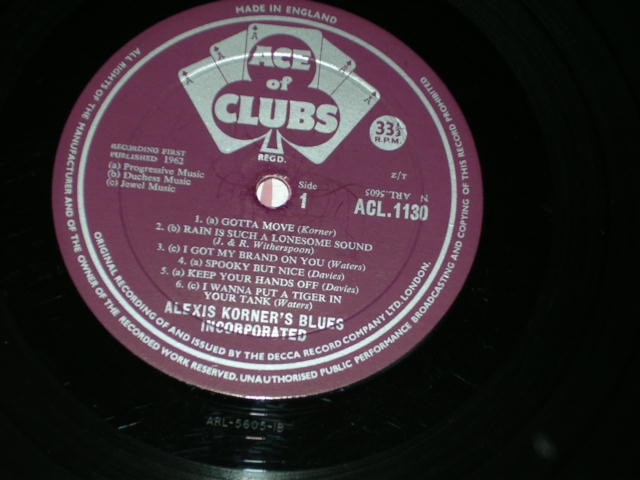 MADE IN ENGLAND
ACE
of
CLUBS
REGD.
A
A
A
A
RECORDING FIRST
PUBLISHED 1962
(a) Progressive Music
(b) Duchess Music
(c) Jewel Music
33⅓
R.P.M.
T/Z
N ARL.5605
Side
1
ACL.1130
1. (a) GOTTA MOVE (Korner)
2. (b) RAIN IS SUCH A LONESOME SOUND
(J. & R. Witherspoon)
3. (c) I GOT MY BRAND ON YOU (Waters)
4. (a) SPOOKY BUT NICE (Davies)
5. (a) KEEP YOUR HANDS OFF (Davies)
6. (c) I WANNA PUT A TIGER IN
YOUR TANK (Waters)
ALEXIS KORNER'S BLUES
INCORPORATED
ORIGINAL RECORDING OF AND ISSUED BY THE DECCA RECORD COMPANY LTD. LONDON.
ALL RIGHTS OF THE MANUFACTURER AND OF THE OWNER OF THE RECORDED WORK RESERVED. UNAUTHORISED PUBLIC PERFORMANCE BROADCASTING AND COPYING OF THIS RECORD PROHIBITED
ARL-5605-1B